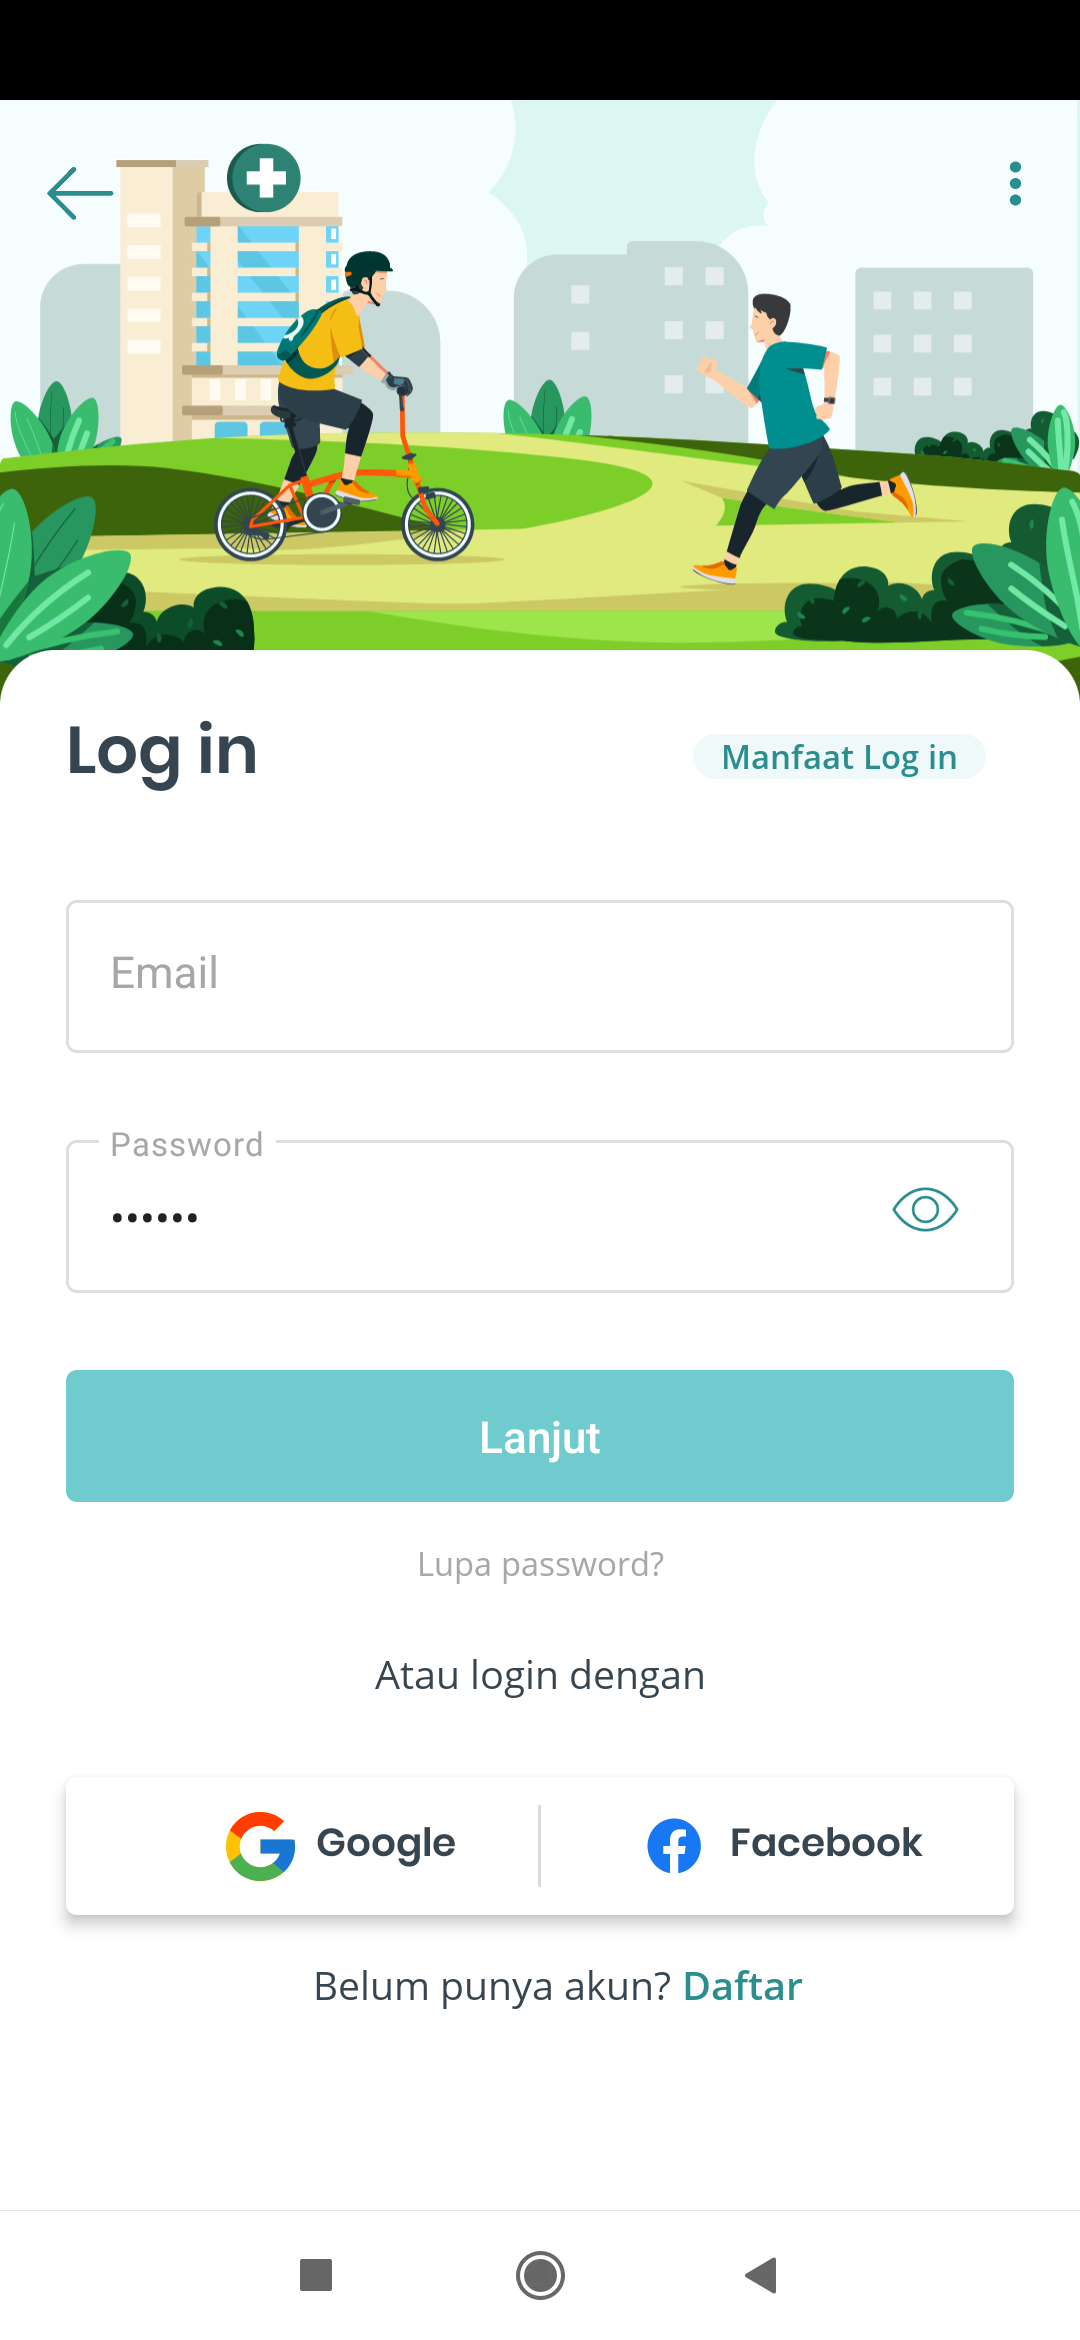 Log in
Manfaat Log in
Email
Password
••••••
Lanjut
Lupa password?
Atau login dengan
Google
Facebook
Belum punya akun? Daftar